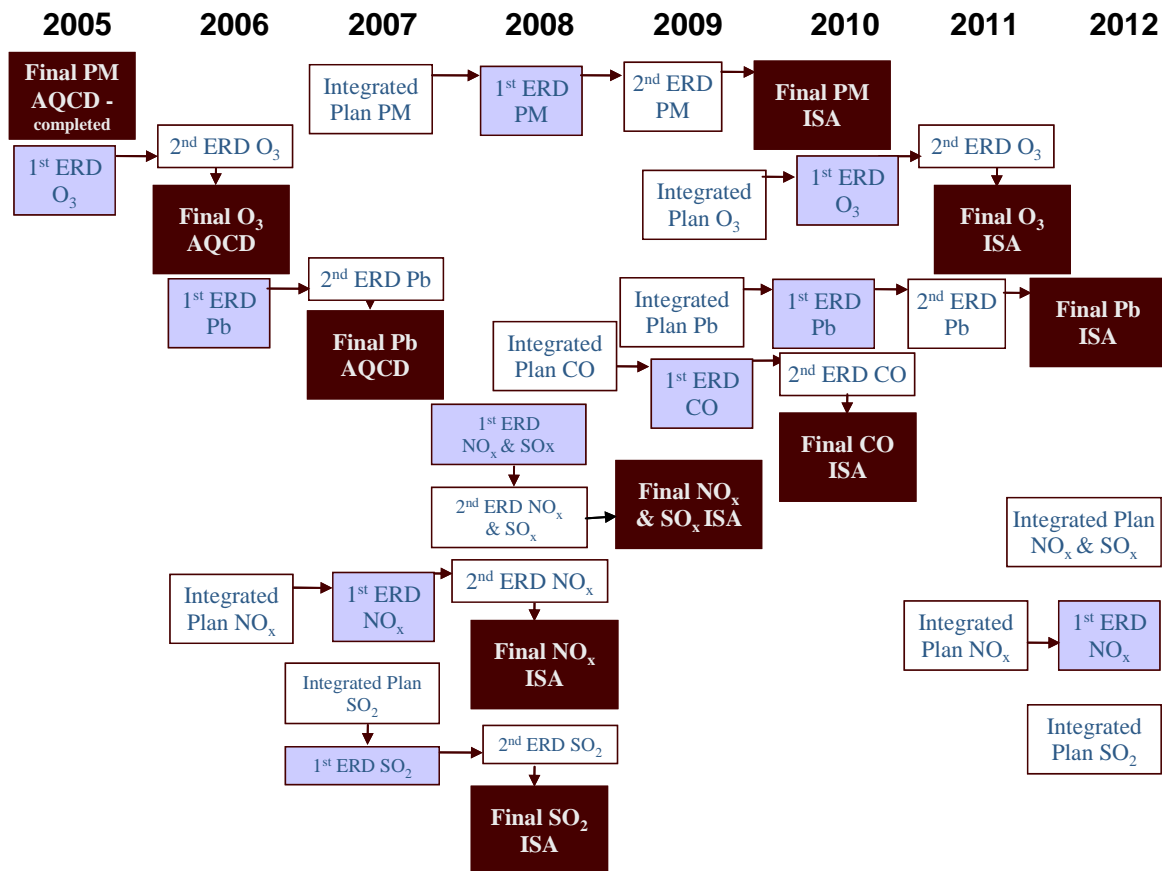 2005 2006 2007 2008 2009 2010 2011 2012
Final PM
AQCD -
completed
Integrated
Plan PM
1st ERD
PM
2nd ERD
PM
Final PM
ISA
1st ERD
O3
2nd ERD O3
Final O3
AQCD
Integrated
Plan O3
1st ERD
O3
2nd ERD O3
Final O3
ISA
1st ERD
Pb
2nd ERD Pb
Final Pb
AQCD
Integrated
Plan Pb
1st ERD
Pb
2nd ERD
Pb
Final Pb
ISA
Integrated
Plan CO
1st ERD
CO
2nd ERD CO
Final CO
ISA
1st ERD
NOx & SOx
2nd ERD NOx
& SOx
Final NOx
& SOx ISA
Integrated Plan
NOx & SOx
Integrated
Plan NOx
1st ERD
NOx
2nd ERD NOx
Final NOx
ISA
Integrated
Plan NOx
1st ERD
NOx
Integrated Plan
SO2
1st ERD SO2
2nd ERD SO2
Final SO2
ISA
Integrated
Plan SO2